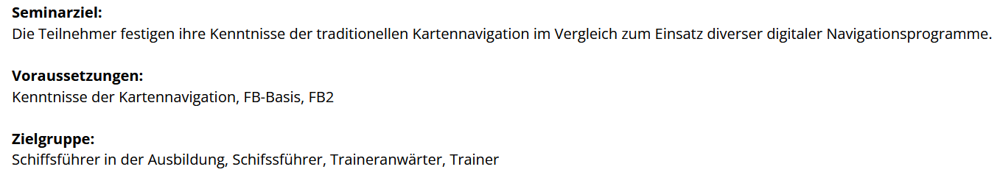 Seminarziel:
Die Teilnehmer festigen ihre Kenntnisse der traditionellen Kartennavigation im Vergleich zum Einsatz diverser digitaler Navigationsprogramme.
Voraussetzungen:
Kenntnisse der Kartennavigation, FB-Basis, FB2
Zielgruppe:
Schiffsführer in der Ausbildung, Schifssführer, Traineranwärter, Trainer